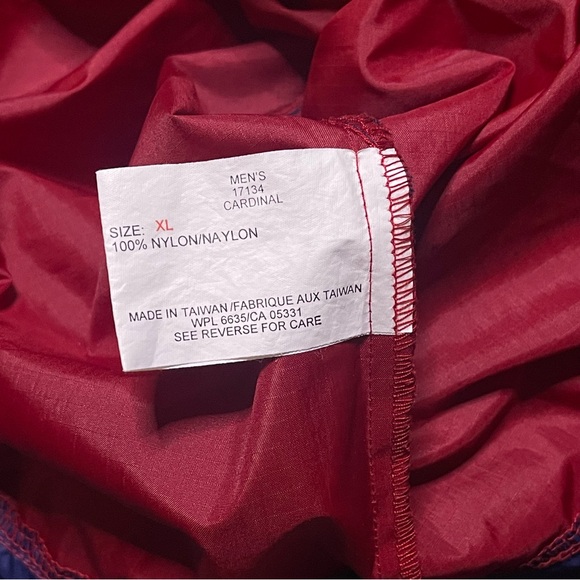 MEN'S
17134
CARDINAL
SIZE: XL
100% NYLON/NAYLON
MADE IN TAIWAN/FABRIQUE AUX TAIWAN
WPL 6635/CA 05331
SEE REVERSE FOR CARE